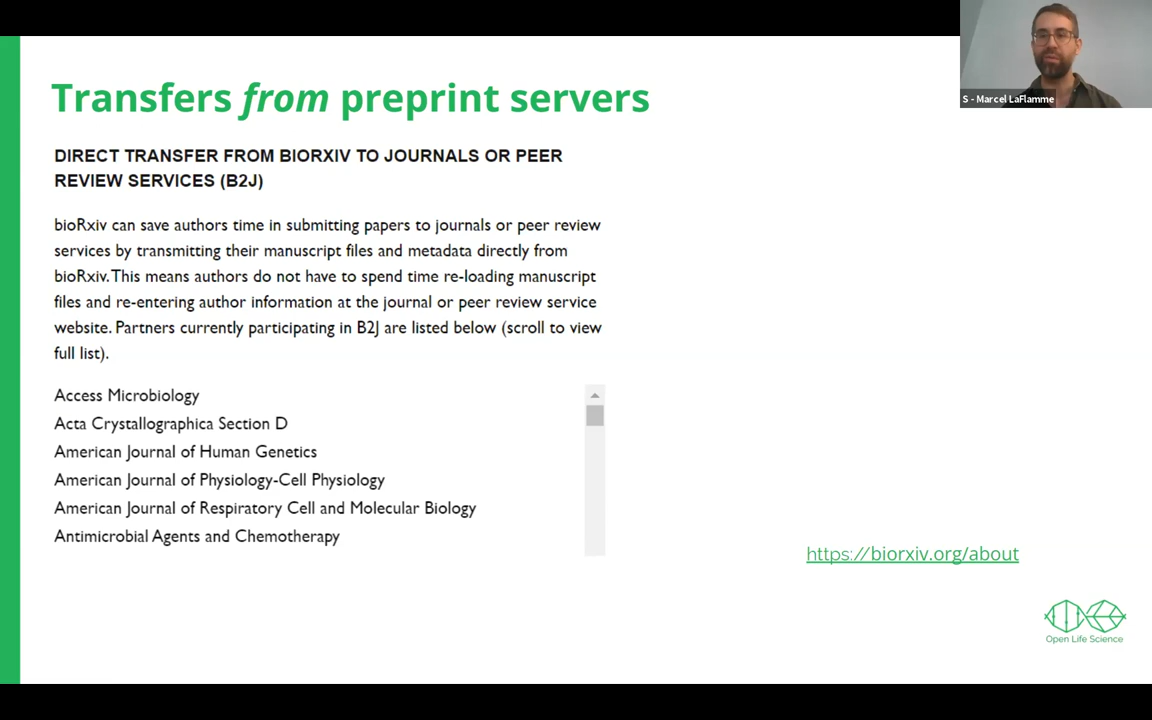 Transfers from preprint servers
S - Marcel LaFlamme
DIRECT TRANSFER FROM BIORXIV TO JOURNALS OR PEER
REVIEW SERVICES (B2J)
bioRxiv can save authors time in submitting papers to journals or peer review
services by transmitting their manuscript files and metadata directly from
bioRxiv. This means authors do not have to spend time re-loading manuscript
files and re-entering author information at the journal or peer review service
website. Partners currently participating in B2J are listed below (scroll to view
full list).
Access Microbiology
Acta Crystallographica Section D
American Journal of Human Genetics
American Journal of Physiology-Cell Physiology
American Journal of Respiratory Cell and Molecular Biology
Antimicrobial Agents and Chemotherapy
https://biorxiv.org/about
Open Life Science